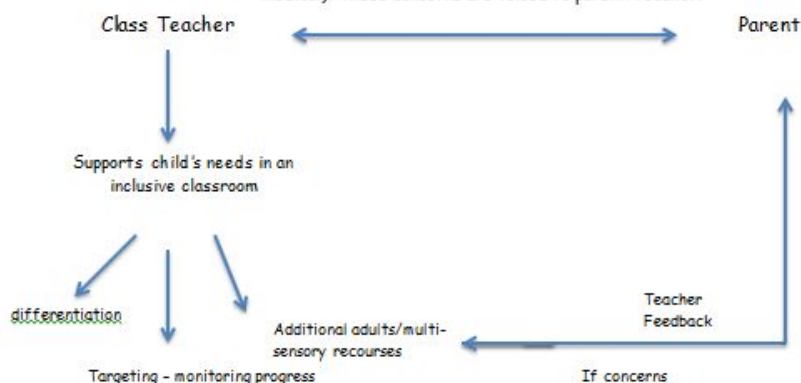 Class Teacher
Parent
Supports child's needs in an
inclusive classroom
differentiation
Additional adults/multi-
sensory recourses
Teacher
Feedback
Targeting – monitoring progress
If concerns